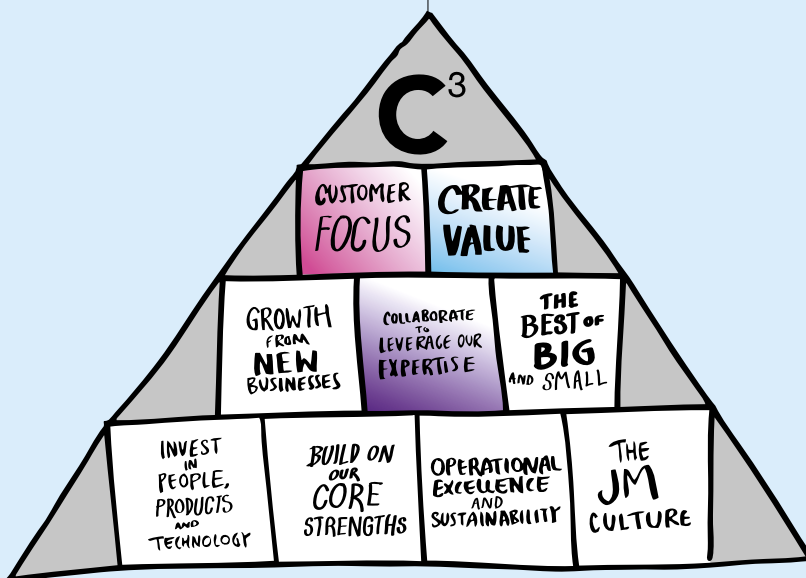 C³
CUSTOMER
FOCUS
CREATE
VALUE
GROWTH
FROM
NEW
BUSINESSES
COLLABORATE
TO
LEVERAGE OUR
EXPERTISE
THE
BEST OF
BIG
AND SMALL
INVEST
IN
PEOPLE,
PRODUCTS
AND
TECHNOLOGY
BUILD ON
OUR
CORE
STRENGTHS
OPERATIONAL
EXCELLENCE
AND
SUSTAINABILITY
THE
JM
CULTURE